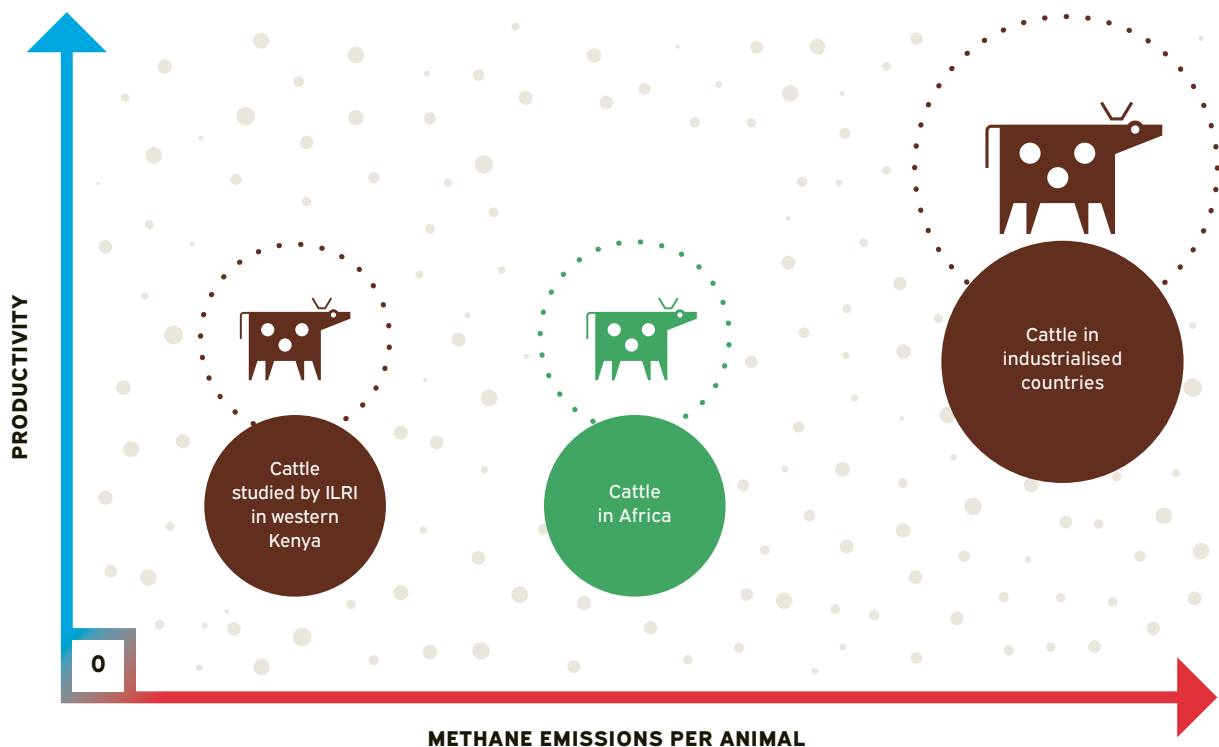 PRODUCTIVITY
Cattle in
industrialised
countries
Cattle
studied by ILRI
in western
Kenya
Cattle
in Africa
0
METHANE EMISSIONS PER ANIMAL